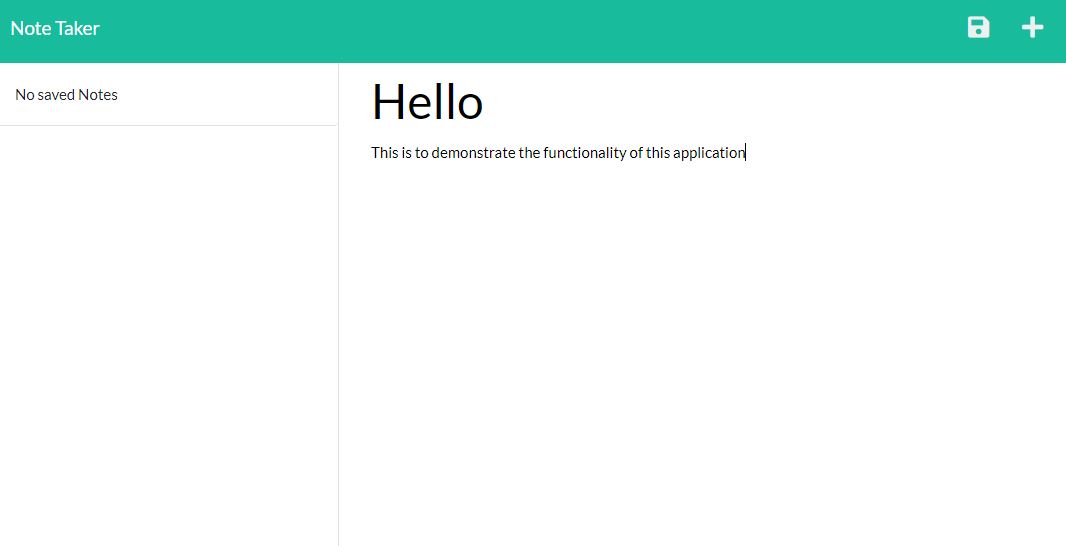 Note Taker
No saved Notes
Hello
This is to demonstrate the functionality of this application